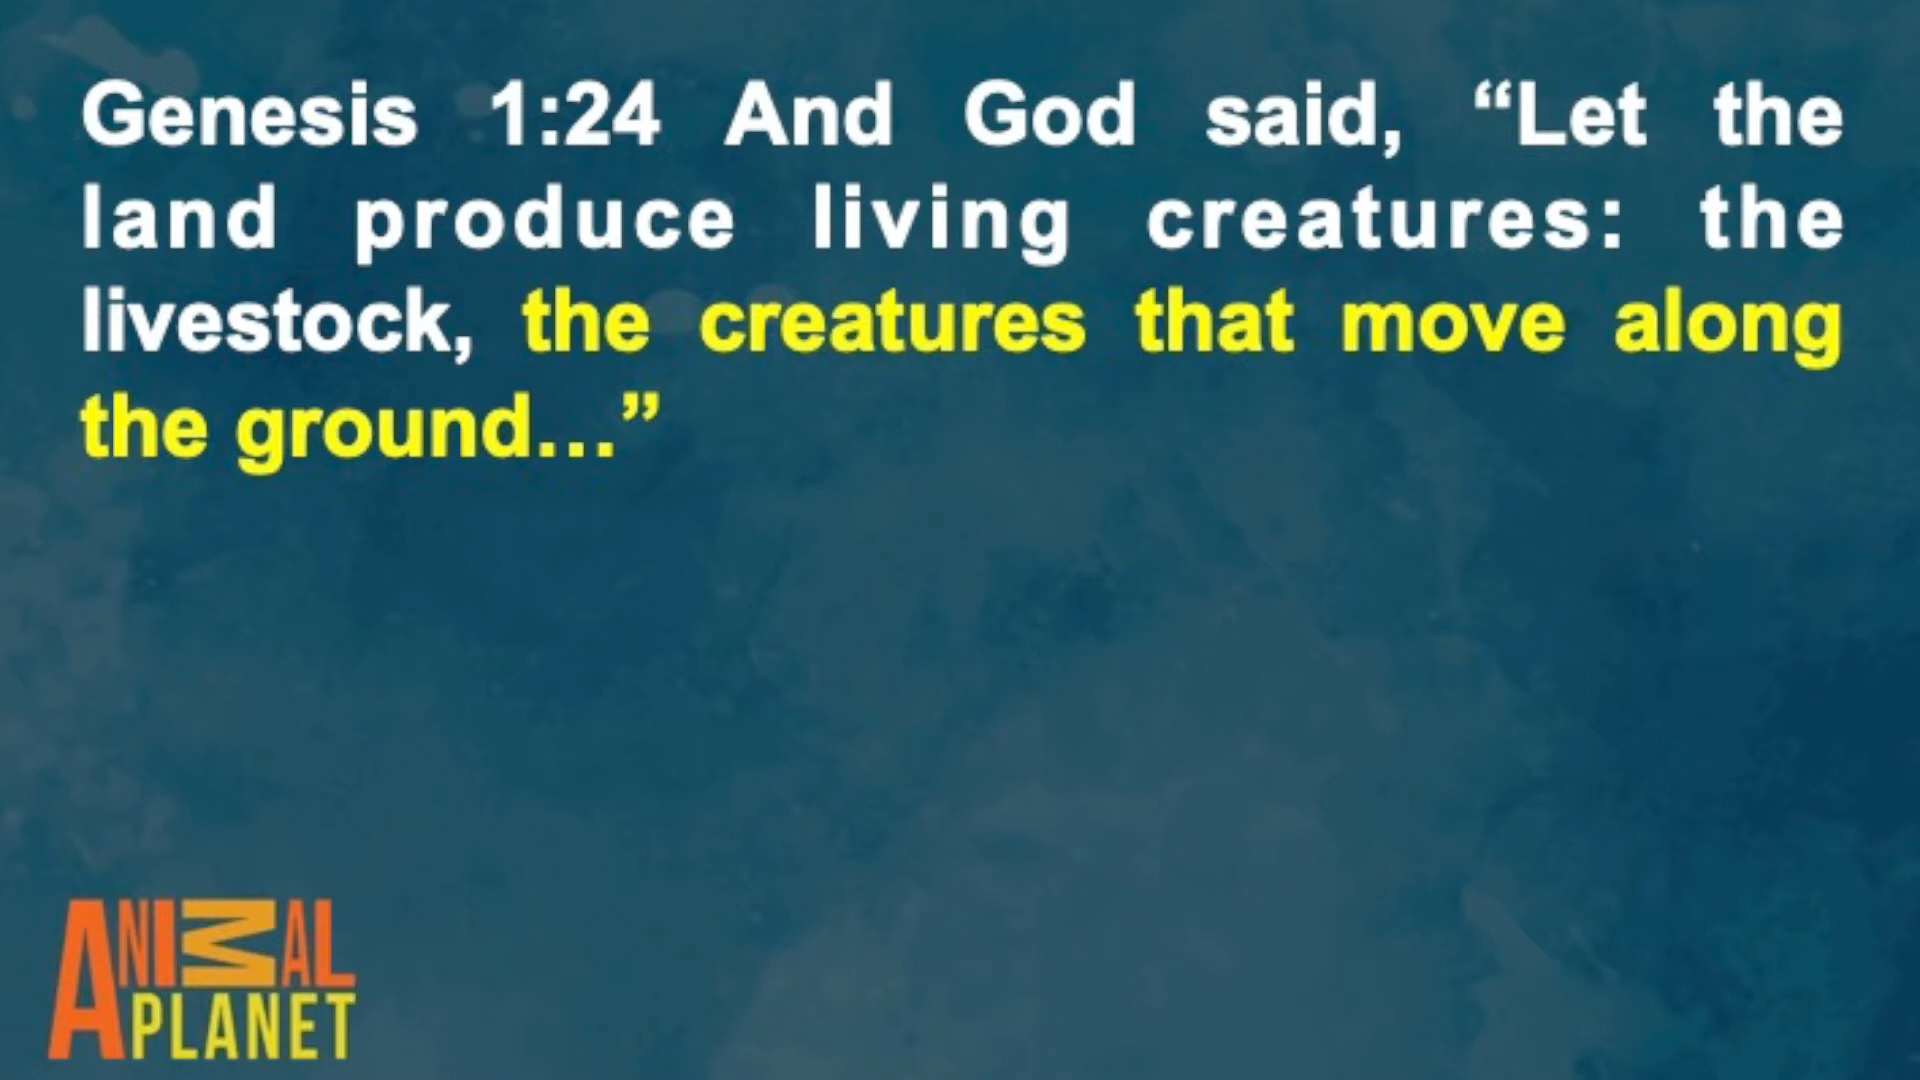 Genesis 1:24 And God said, “Let the
land produce living creatures: the
livestock, the creatures that move along
the ground…”
ANIMAL
PLANET